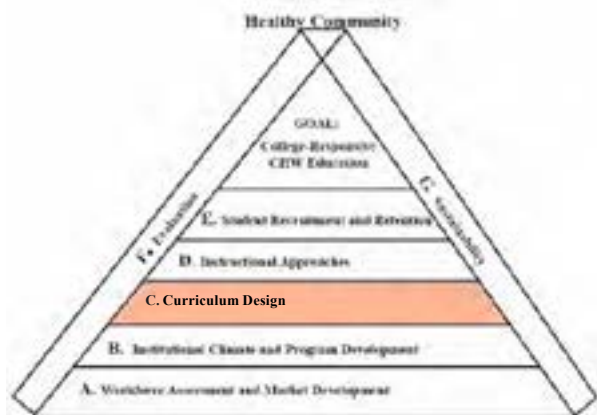 Healthy Community
GOAL:
College-Responsive
CHW Education
E. Student Recruitment and Retention
D. Instructional Approaches
C. Curriculum Design
B. Institutional Climate and Program Development
A. Workforce Assessment and Market Development
F. Evaluation
G. Sustainability